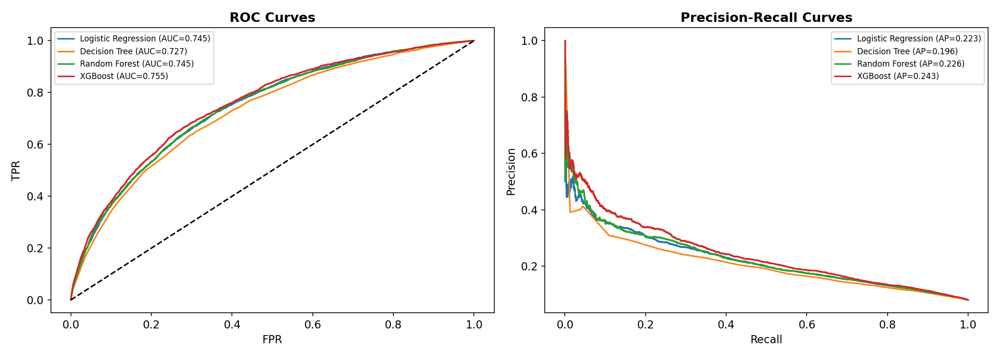 ROC Curves
Logistic Regression (AUC=0.745)
Decision Tree (AUC=0.727)
Random Forest (AUC=0.745)
XGBoost (AUC=0.755)
1.0
0.8
0.6
0.4
0.2
0.0
TPR
0.0 0.2 0.4 0.6 0.8 1.0
FPR
Precision-Recall Curves
Logistic Regression (AP=0.223)
Decision Tree (AP=0.196)
Random Forest (AP=0.226)
XGBoost (AP=0.243)
1.0
0.8
0.6
0.4
0.2
Precision
0.0 0.2 0.4 0.6 0.8 1.0
Recall